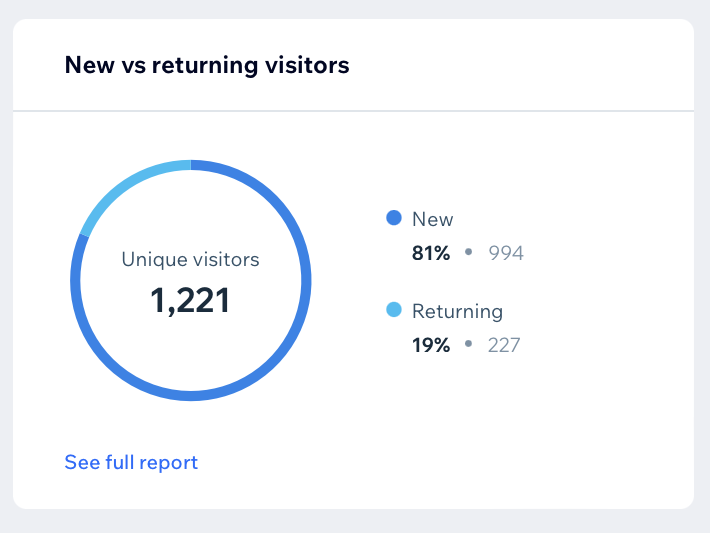 New vs returning visitors
Unique visitors
1,221
New
81% • 994
Returning
19% • 227
See full report